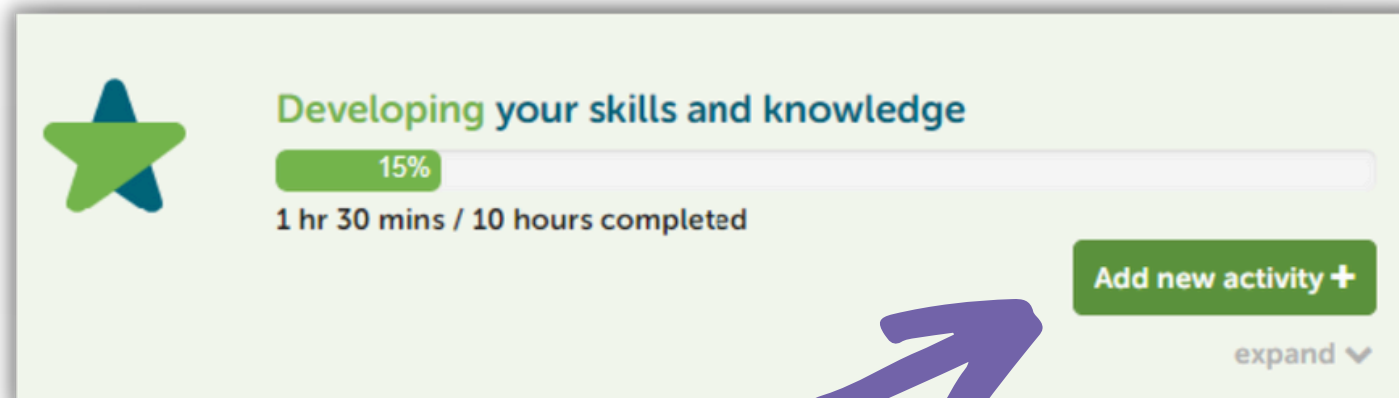 Developing your skills and knowledge
15%
1 hr 30 mins / 10 hours completed
Add new activity +
expand